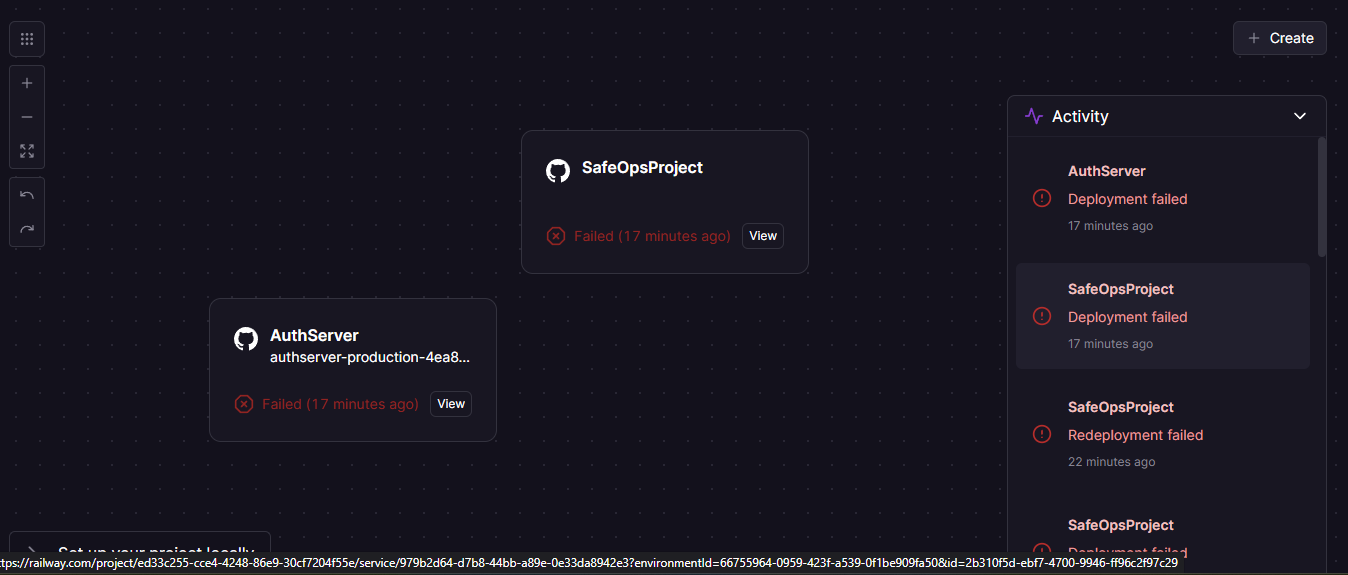 Create
Activity
SafeOpsProject
Failed (17 minutes ago)
View
AuthServer
authserver-production-4ea8...
Failed (17 minutes ago)
View
AuthServer
Deployment failed
17 minutes ago
SafeOpsProject
Deployment failed
17 minutes ago
SafeOpsProject
Redeployment failed
22 minutes ago
SafeOpsProject
Deployment failed
Set up your project locally
ttps://railway.com/project/ed33c255-cce4-4248-86e9-30cf7204f55e/service/979b2d64-d7b8-44bb-a89e-0e33da8942e3?environmentId=66755964-0959-423f-a539-0f1be909fa50&id=2b310f5d-ebf7-4700-9946-ff96c2f97c29